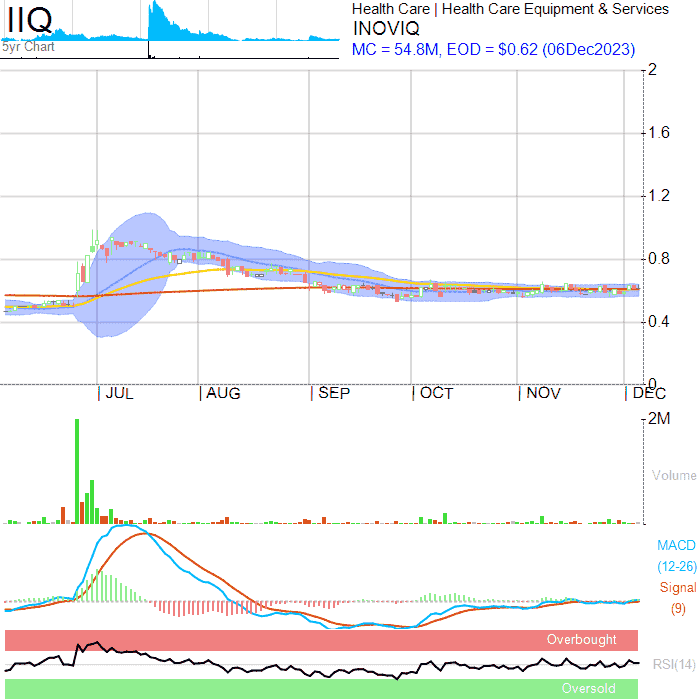 IIQ
5yr Chart
Health Care | Health Care Equipment & Services
INOVIQ
MC = 54.8M, EOD = $0.62 (06Dec2023)
2
1.6
1.2
0.8
0.4
0
JUL AUG SEP OCT NOV DEC
2M
Volume
MACD
(12-26)
Signal
(9)
Overbought
RSI(14)
Oversold